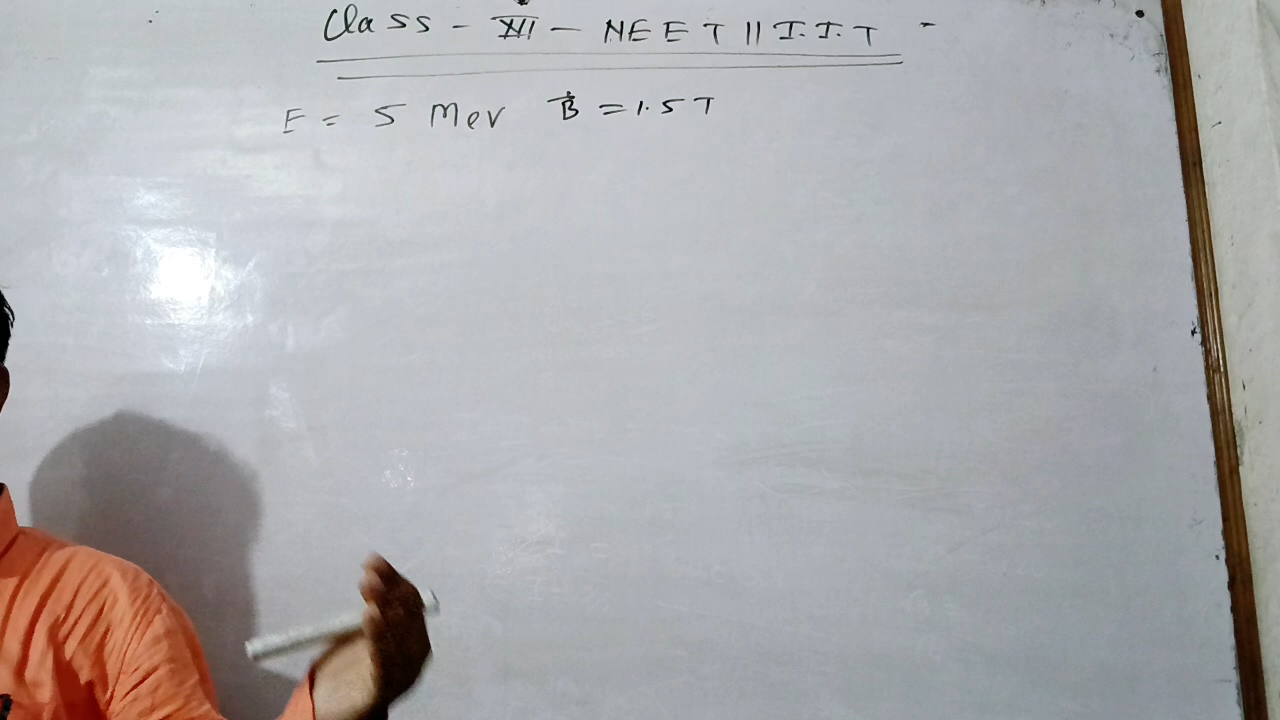 Class - XII - NEET || I.I.T -
E = 5 Mev B⃗ = 1.5 T